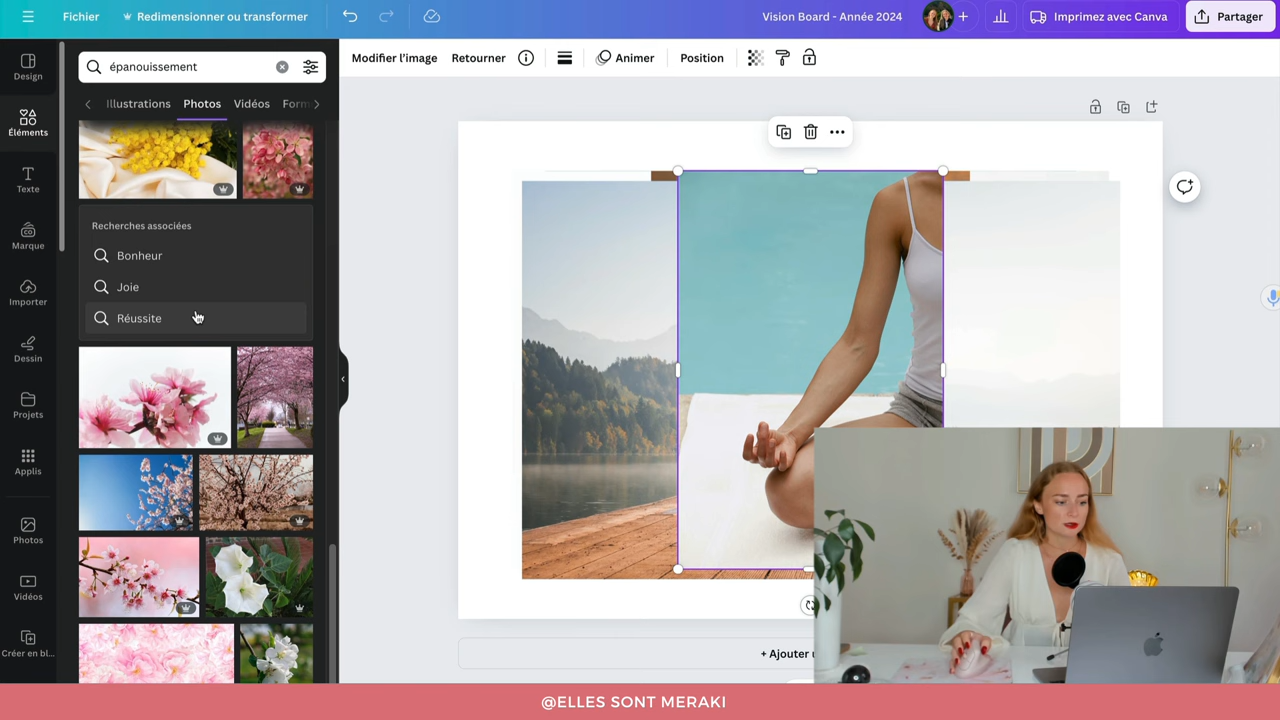 Fichier
Redimensionner ou transformer
Vision Board - Année 2024
Imprimez avec Canva
Partager
Design
Éléments
Texte
Marque
Importer
Dessin
Projets
Applis
Photos
Vidéos
Créer en bl...
épanouissement
Illustrations
Photos
Vidéos
Form
Recherches associées
Bonheur
Joie
Réussite
Modifier l'image
Retourner
Animer
Position
+ Ajouter u
@ELLES SONT MERAKI